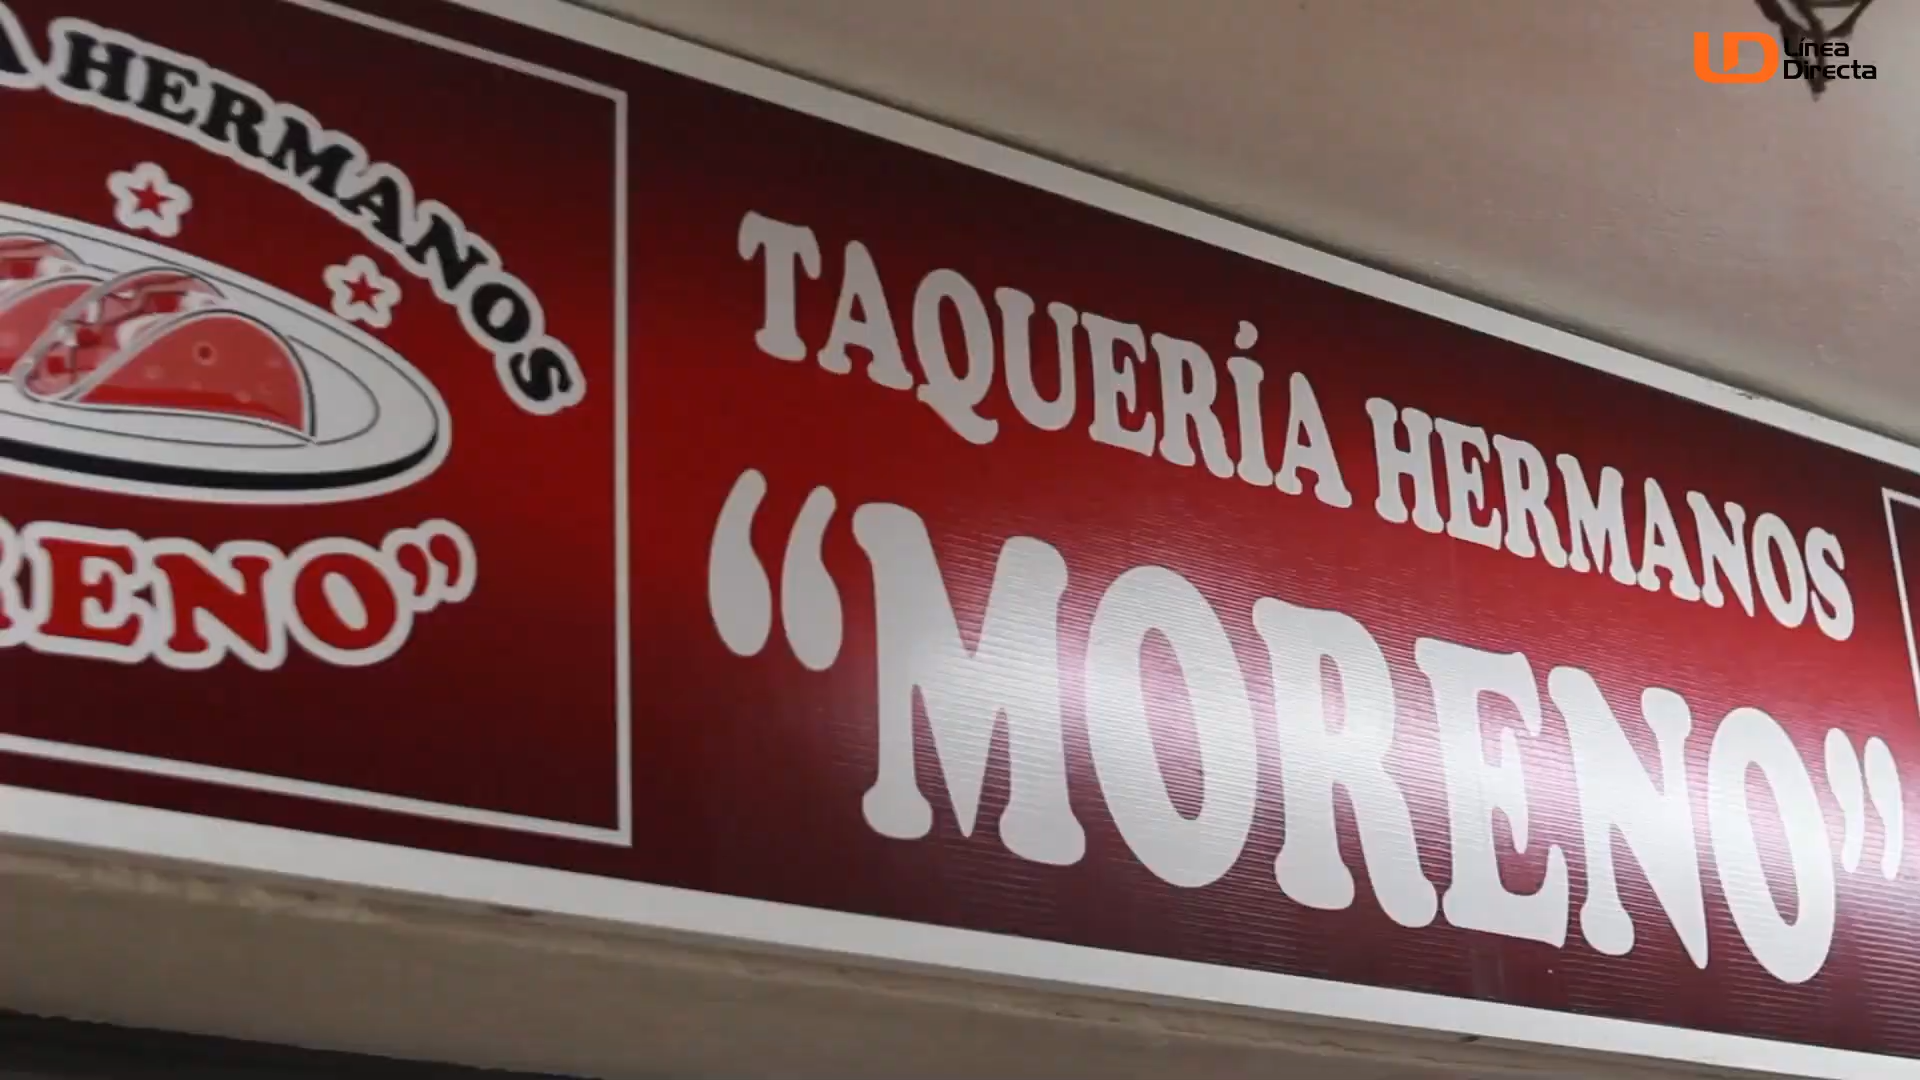 A HERMANOS
RENO”
TAQUERÍA HERMANOS
“MORENO”
Línea
Directa